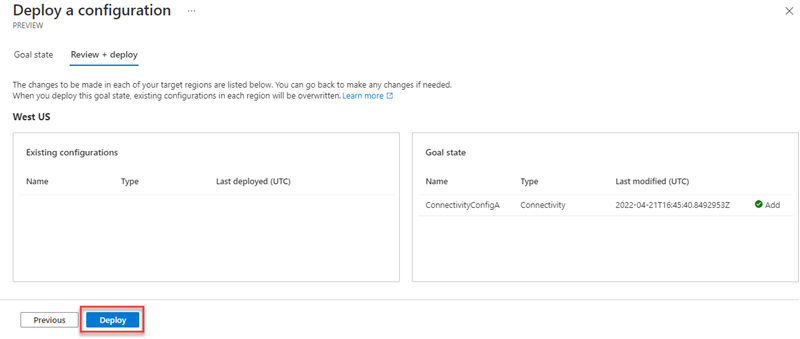 Deploy a configuration ...
PREVIEW
Goal state Review + deploy
The changes to be made in each of your target regions are listed below. You can go back to make any changes if needed.
When you deploy this goal state, existing configurations in each region will be overwritten. Learn more
West US
Existing configurations
Name Type Last deployed (UTC)
Goal state
Name Type Last modified (UTC)
ConnectivityConfigA Connectivity 2022-04-21T16:45:40.8492953Z Add
Previous Deploy